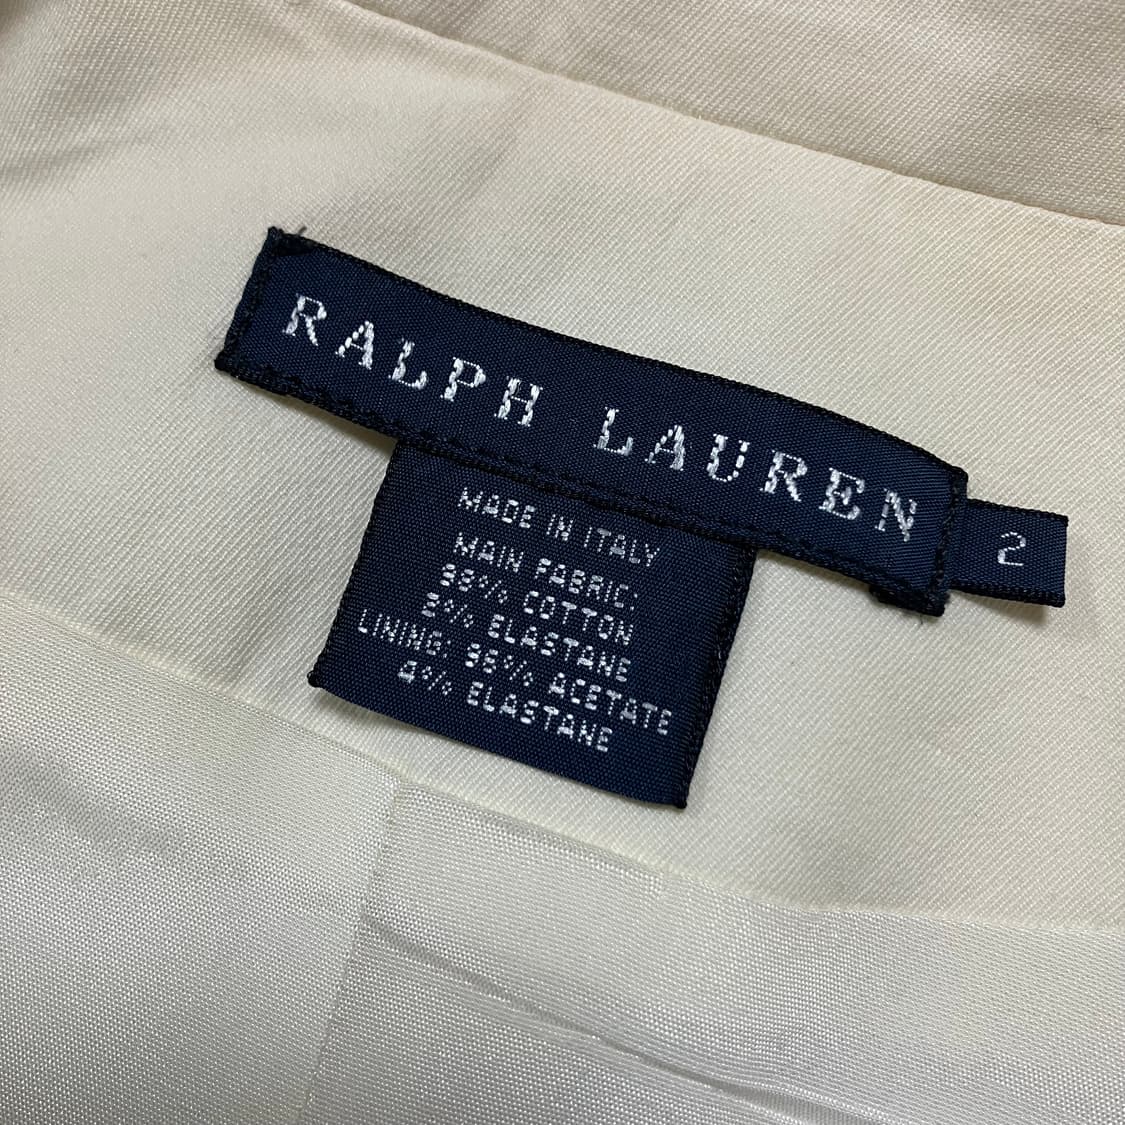 RALPH LAUREN
2
MADE IN ITALY
MAIN FABRIC:
98% COTTON
2% ELASTANE
LINING: 96% ACETATE
4% ELASTANE